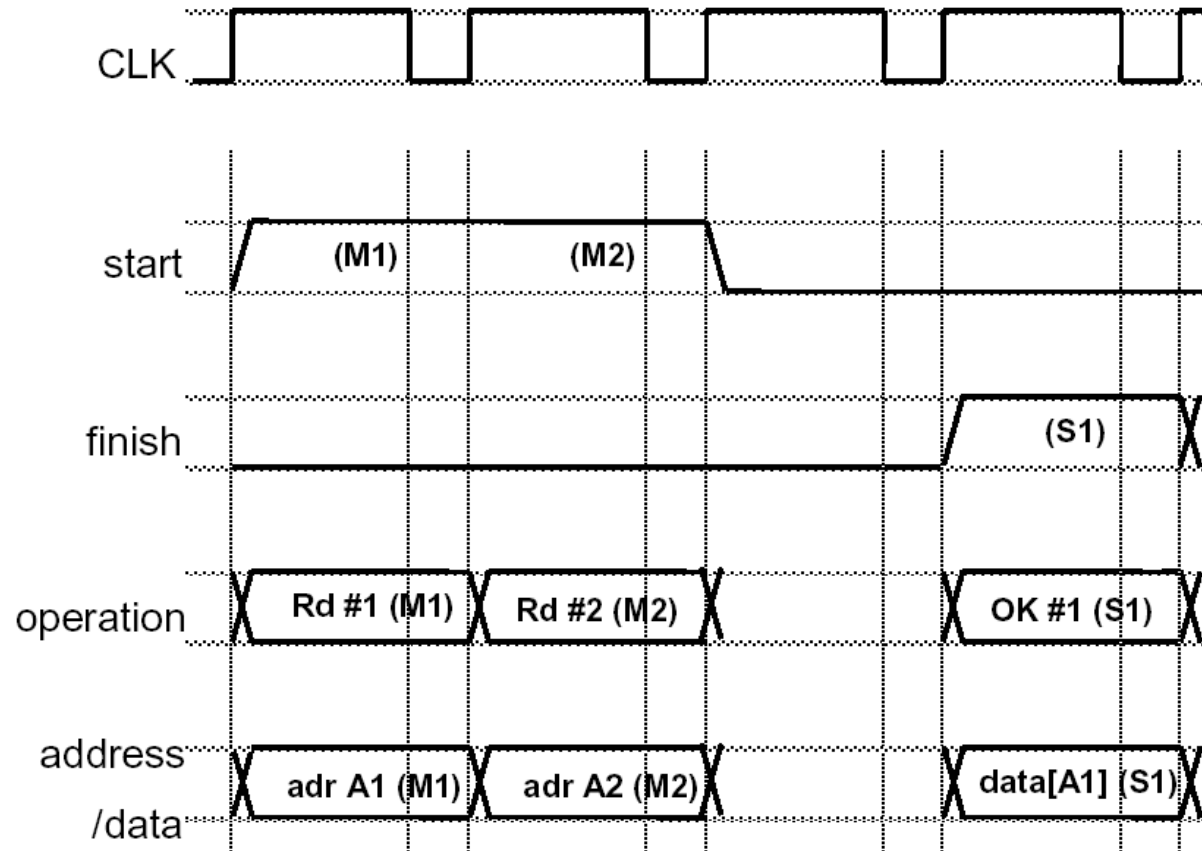 CLK
start
(M1)
(M2)
finish
(S1)
operation
Rd #1 (M1)
Rd #2 (M2)
OK #1 (S1)
address
/data
adr A1 (M1)
adr A2 (M2)
data[A1] (S1)